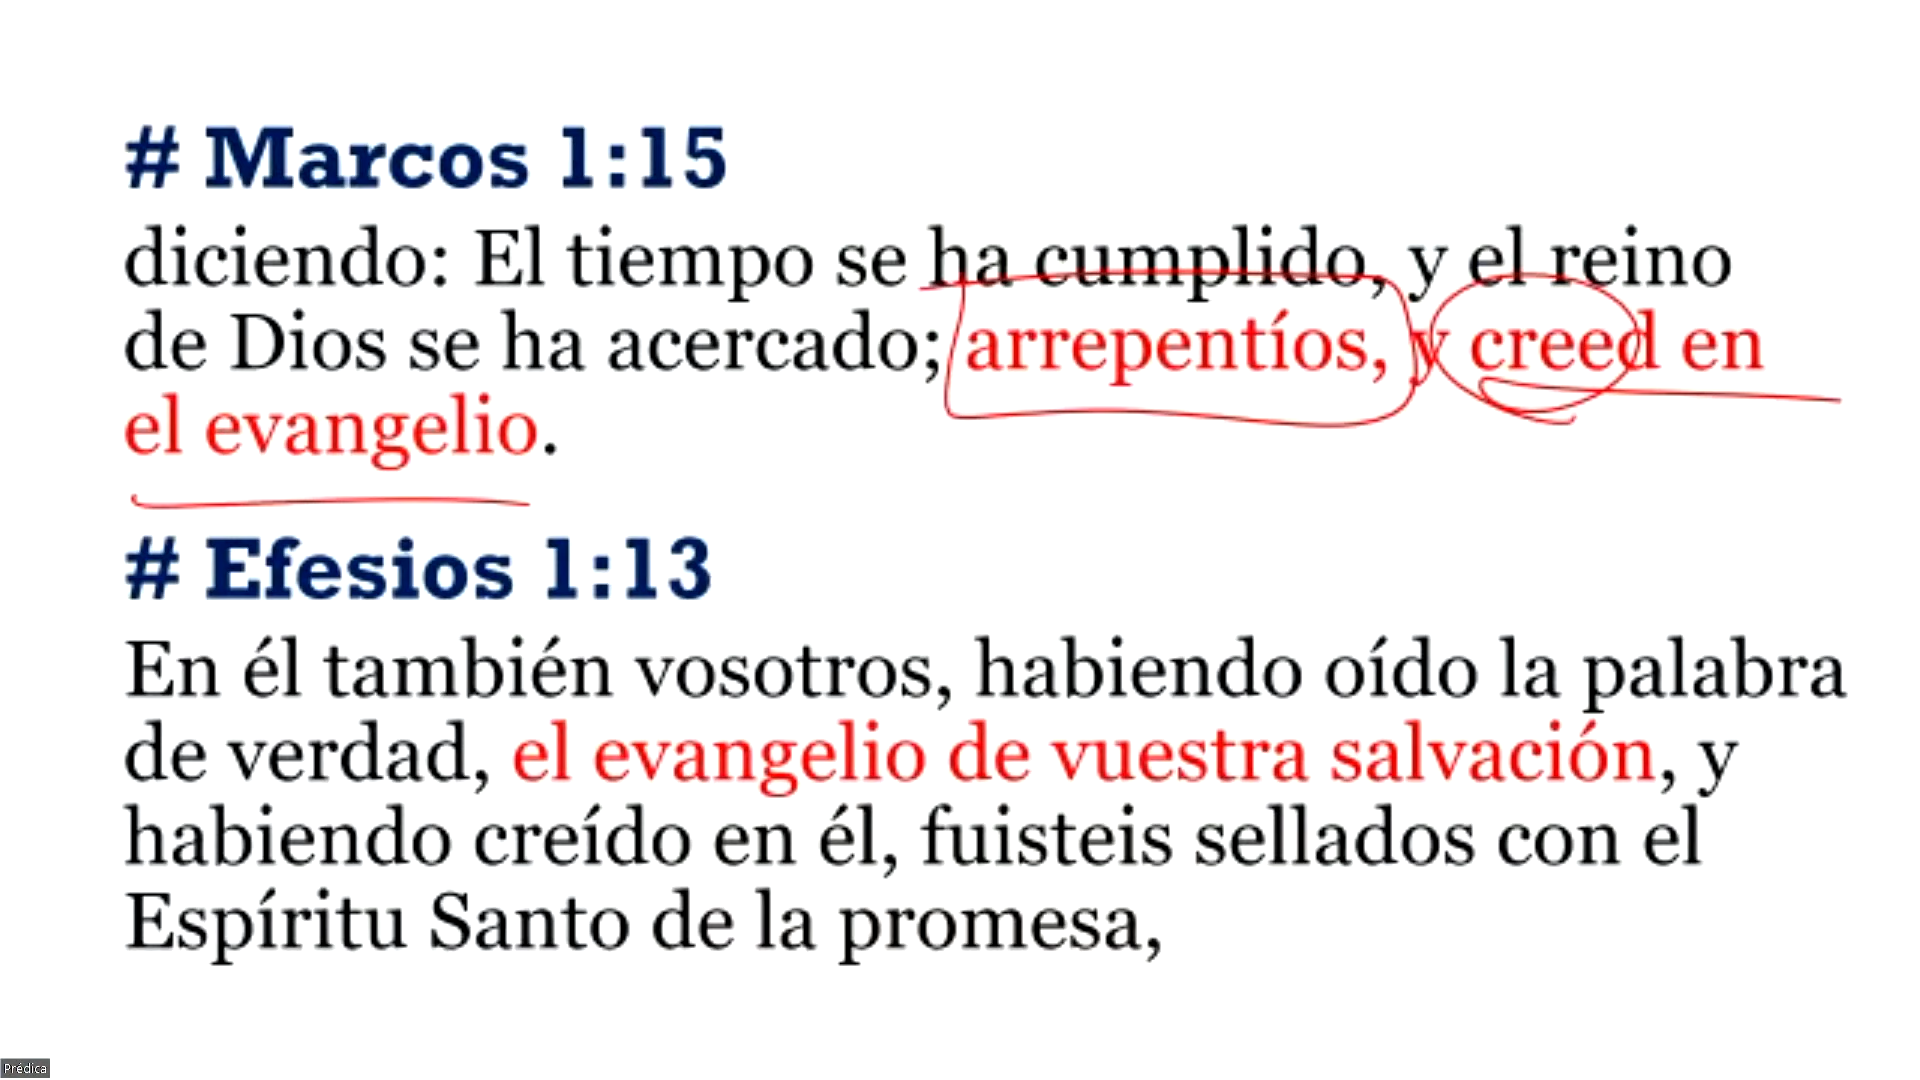 # Marcos 1:15
diciendo: El tiempo se ha cumplido, y el reino
de Dios se ha acercado; arrepentíos, y creed en
el evangelio.
# Efesios 1:13
En él también vosotros, habiendo oído la palabra
de verdad, el evangelio de vuestra salvación, y
habiendo creído en él, fuisteis sellados con el
Espíritu Santo de la promesa,
Prédica